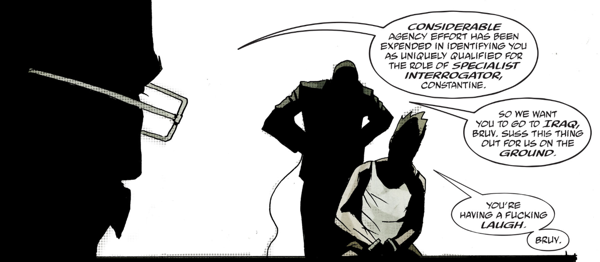 CONSIDERABLE
AGENCY EFFORT HAS BEEN
EXPENDED IN IDENTIFYING YOU
AS UNIQUELY QUALIFIED FOR
THE ROLE OF SPECIALIST
INTERROGATOR,
CONSTANTINE.
SO WE WANT
YOU TO GO TO IRAQ,
BRUV. SUSS THIS THING
OUT FOR US ON THE
GROUND.
YOU'RE
HAVING A FUCKING
LAUGH.
BRUV.